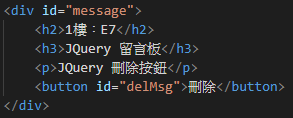 <div id="message">
    <h2>1樓：E7</h2>
    <h3>JQuery 留言板</h3>
    <p>JQuery 刪除按鈕</p>
    <button id="delMsg">刪除</button>
</div>